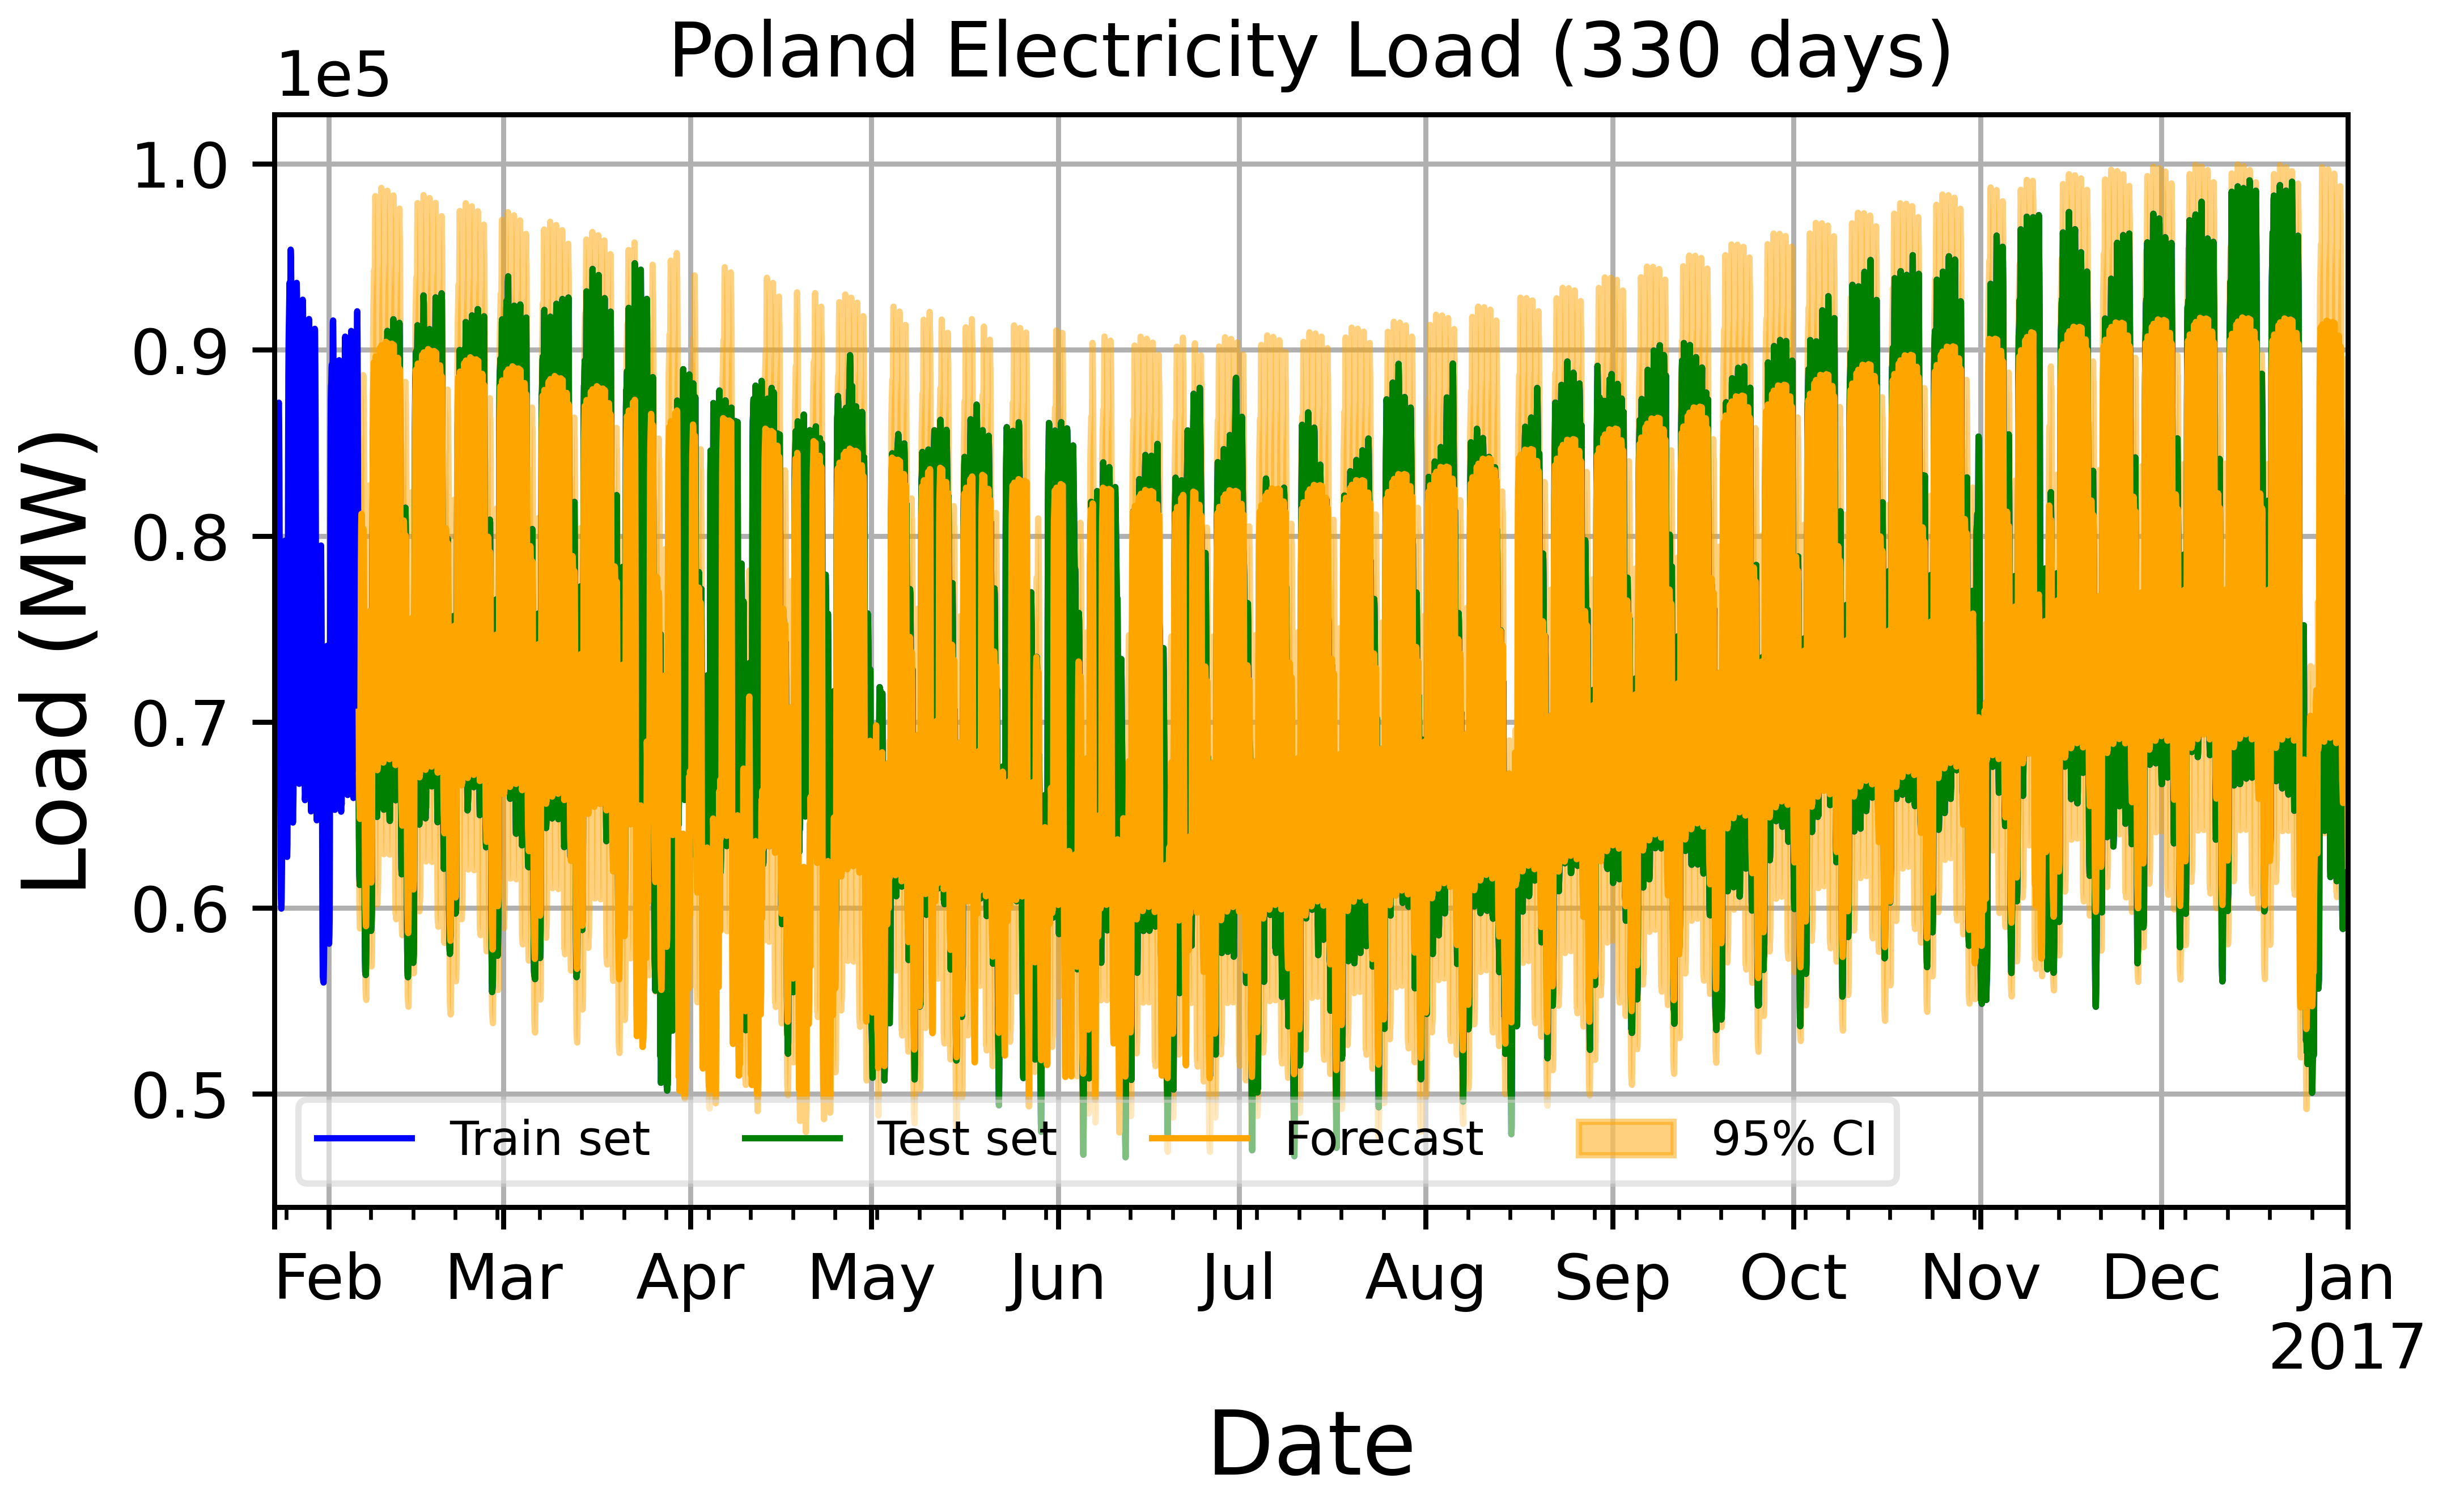 Poland Electricity Load (330 days)
1e5
1.0
0.9
0.8
0.7
0.6
0.5
Load (MW)
Train set Test set Forecast 95% CI
Feb Mar Apr May Jun Jul Aug Sep Oct Nov Dec Jan
2017
Date